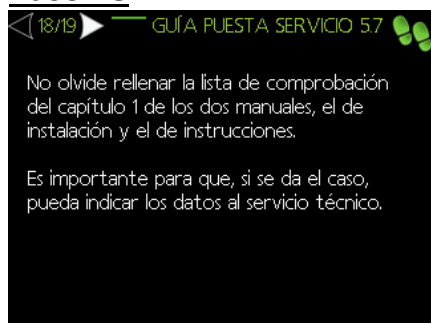 18/19 GUÍA PUESTA SERVICIO 5.7
No olvide rellenar la lista de comprobación
del capítulo 1 de los dos manuales, el de
instalación y el de instrucciones.
Es importante para que, si se da el caso,
pueda indicar los datos al servicio técnico.